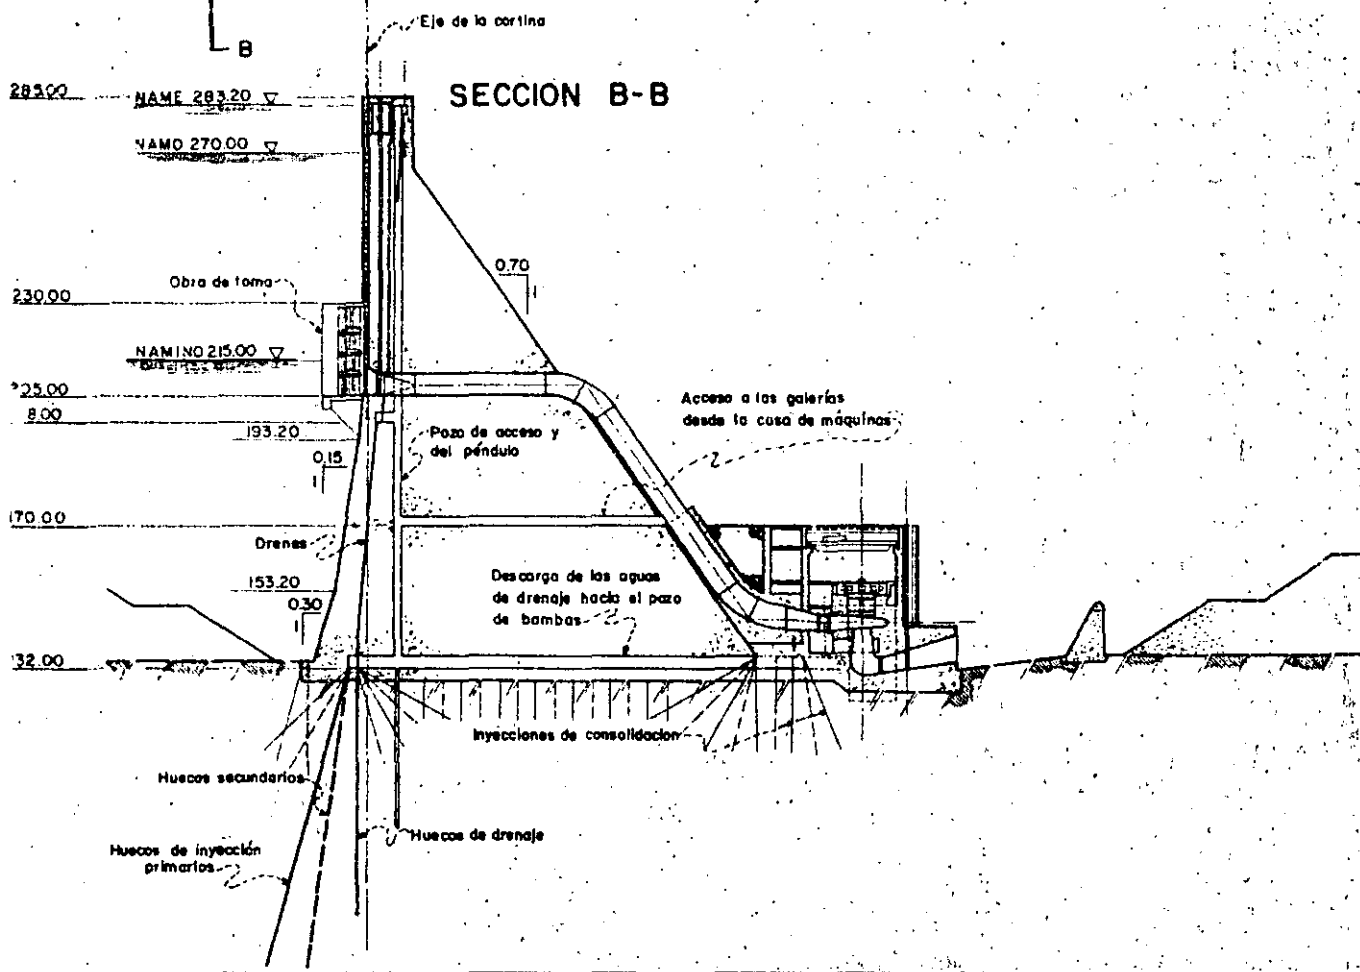 Eje de la cortina
B
SECCION B-B
285.00
NAME 283.20
NAMO 270.00
0.70
1
Obra de toma
230.00
NAMINO 215.00
205.00
8.00
193.20
Acceso a las galerías
desde la casa de máquinas
Pozo de acceso y
del péndulo
0.15
1
170.00
Drenes
153.20
Descarga de las aguas
de drenaje hacia el pozo
de bombas
0.30
1
132.00
Inyecciones de consolidacion
Huecos secundarios
Huecos de drenaje
Huecos de inyección
primarios